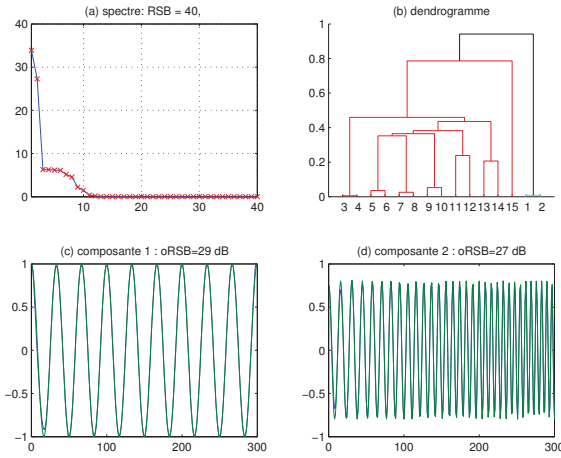 (a) spectre: RSB = 40,
40
30
20
10
0
10 20 30 40
(b) dendrogramme
1
0.8
0.6
0.4
0.2
0
3 4 5 6 7 8 9 10 11 12 13 14 15 1 2
(c) composante 1 : oRSB=29 dB
1
0.5
0
−0.5
−1
0 100 200 300
(d) composante 2 : oRSB=27 dB
1
0.5
0
−0.5
−1
0 100 200 300